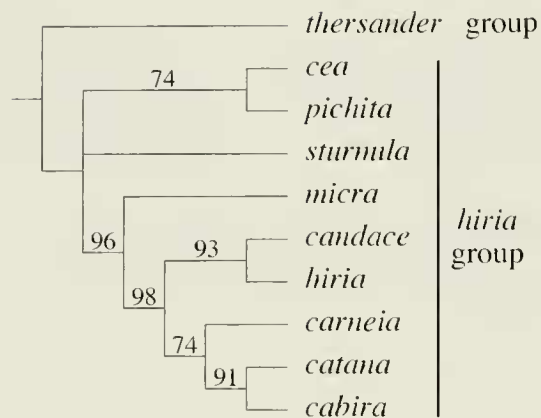 thersander group
cea
74
pichita
sturnula
micra
96
candace
93
hiria
hiria
group
98
carneia
74
catana
91
cabira